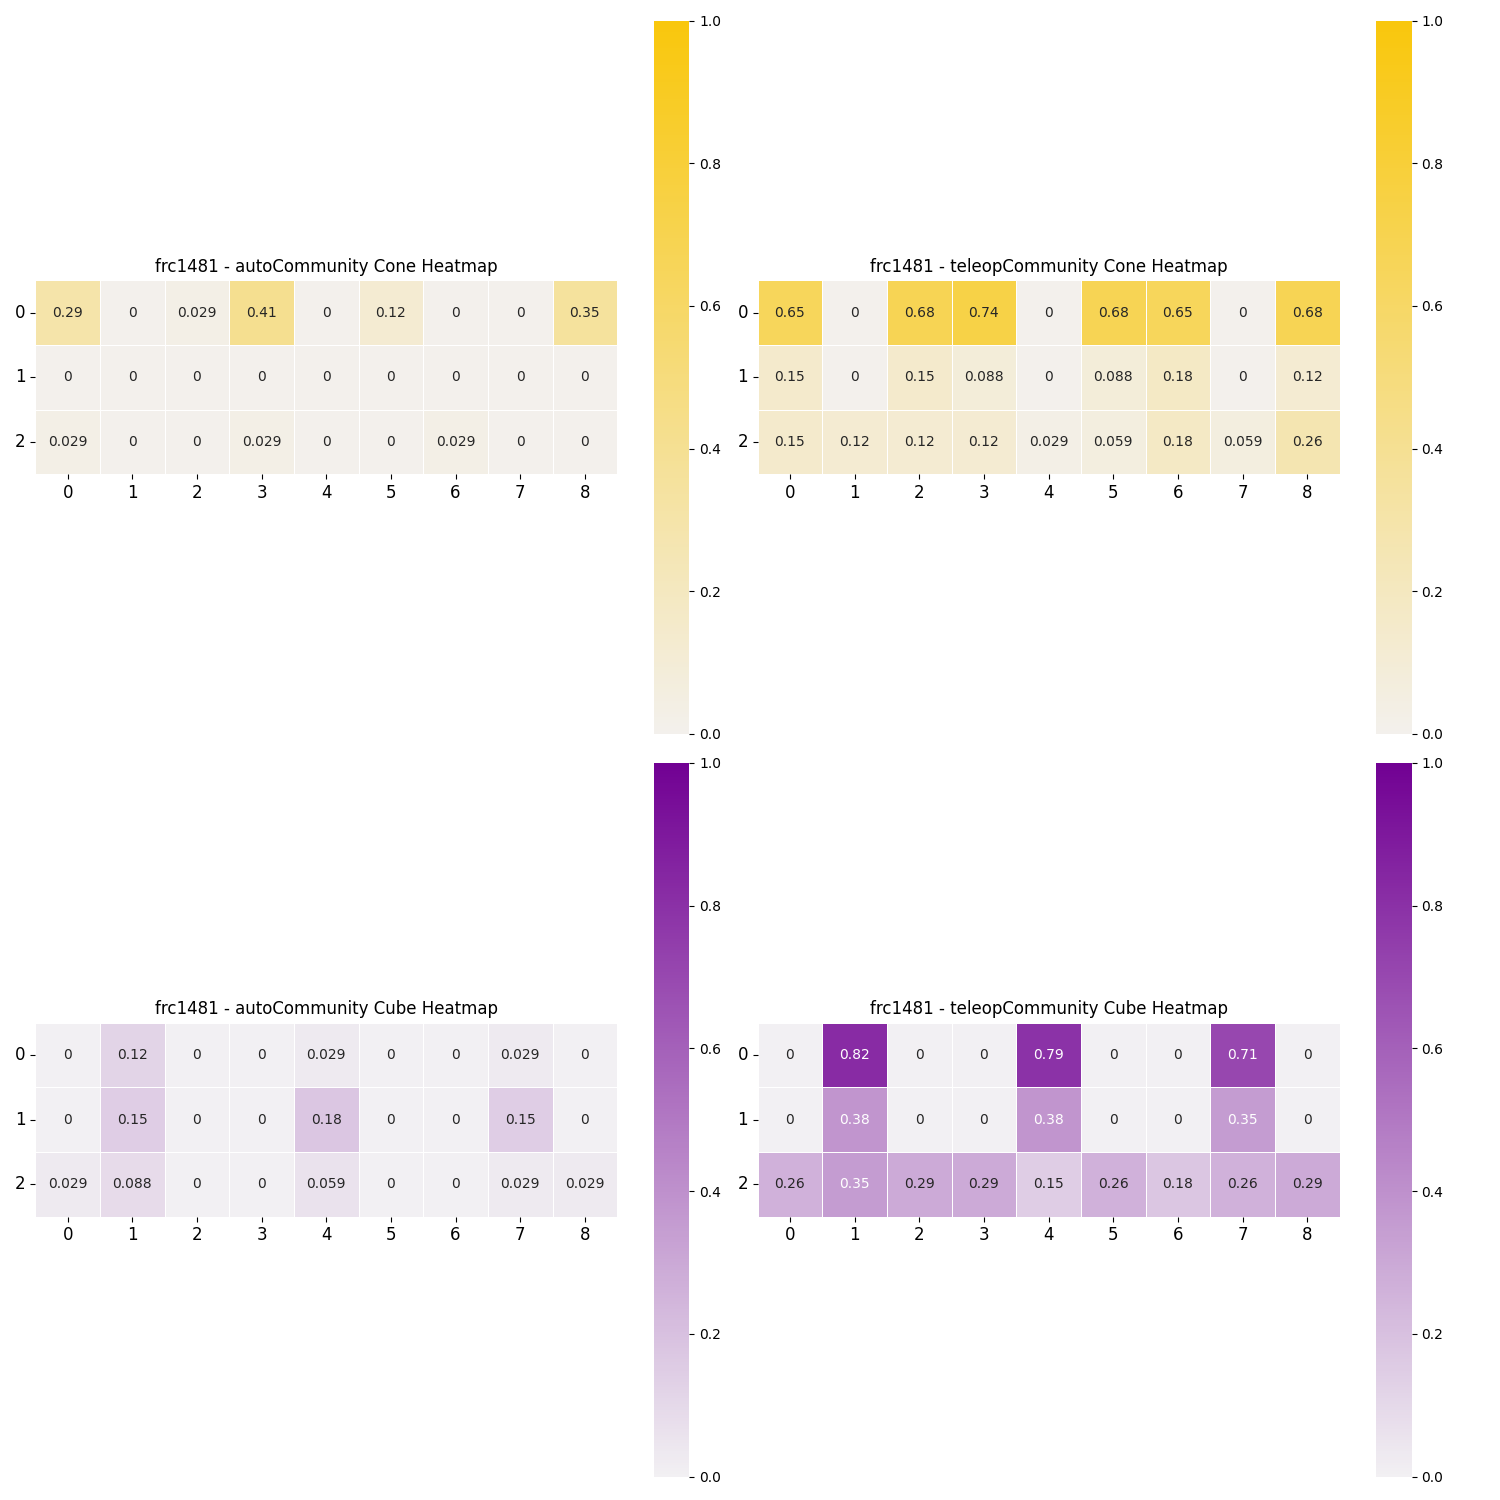 frc1481 - autoCommunity Cone Heatmap
0 0.29 0 0.029 0.41 0 0.12 0 0 0.35
1 0 0 0 0 0 0 0 0 0
2 0.029 0 0 0.029 0 0 0.029 0 0
0 1 2 3 4 5 6 7 8
1.0
0.8
0.6
0.4
0.2
0.0
frc1481 - teleopCommunity Cone Heatmap
0 0.65 0 0.68 0.74 0 0.68 0.65 0 0.68
1 0.15 0 0.15 0.088 0 0.088 0.18 0 0.12
2 0.15 0.12 0.12 0.12 0.029 0.059 0.18 0.059 0.26
0 1 2 3 4 5 6 7 8
1.0
0.8
0.6
0.4
0.2
0.0
frc1481 - autoCommunity Cube Heatmap
0 0 0.12 0 0 0.029 0 0 0.029 0
1 0 0.15 0 0 0.18 0 0 0.15 0
2 0.029 0.088 0 0 0.059 0 0 0.029 0.029
0 1 2 3 4 5 6 7 8
1.0
0.8
0.6
0.4
0.2
0.0
frc1481 - teleopCommunity Cube Heatmap
0 0 0.82 0 0 0.79 0 0 0.71 0
1 0 0.38 0 0 0.38 0 0 0.35 0
2 0.26 0.35 0.29 0.29 0.15 0.26 0.18 0.26 0.29
0 1 2 3 4 5 6 7 8
1.0
0.8
0.6
0.4
0.2
0.0